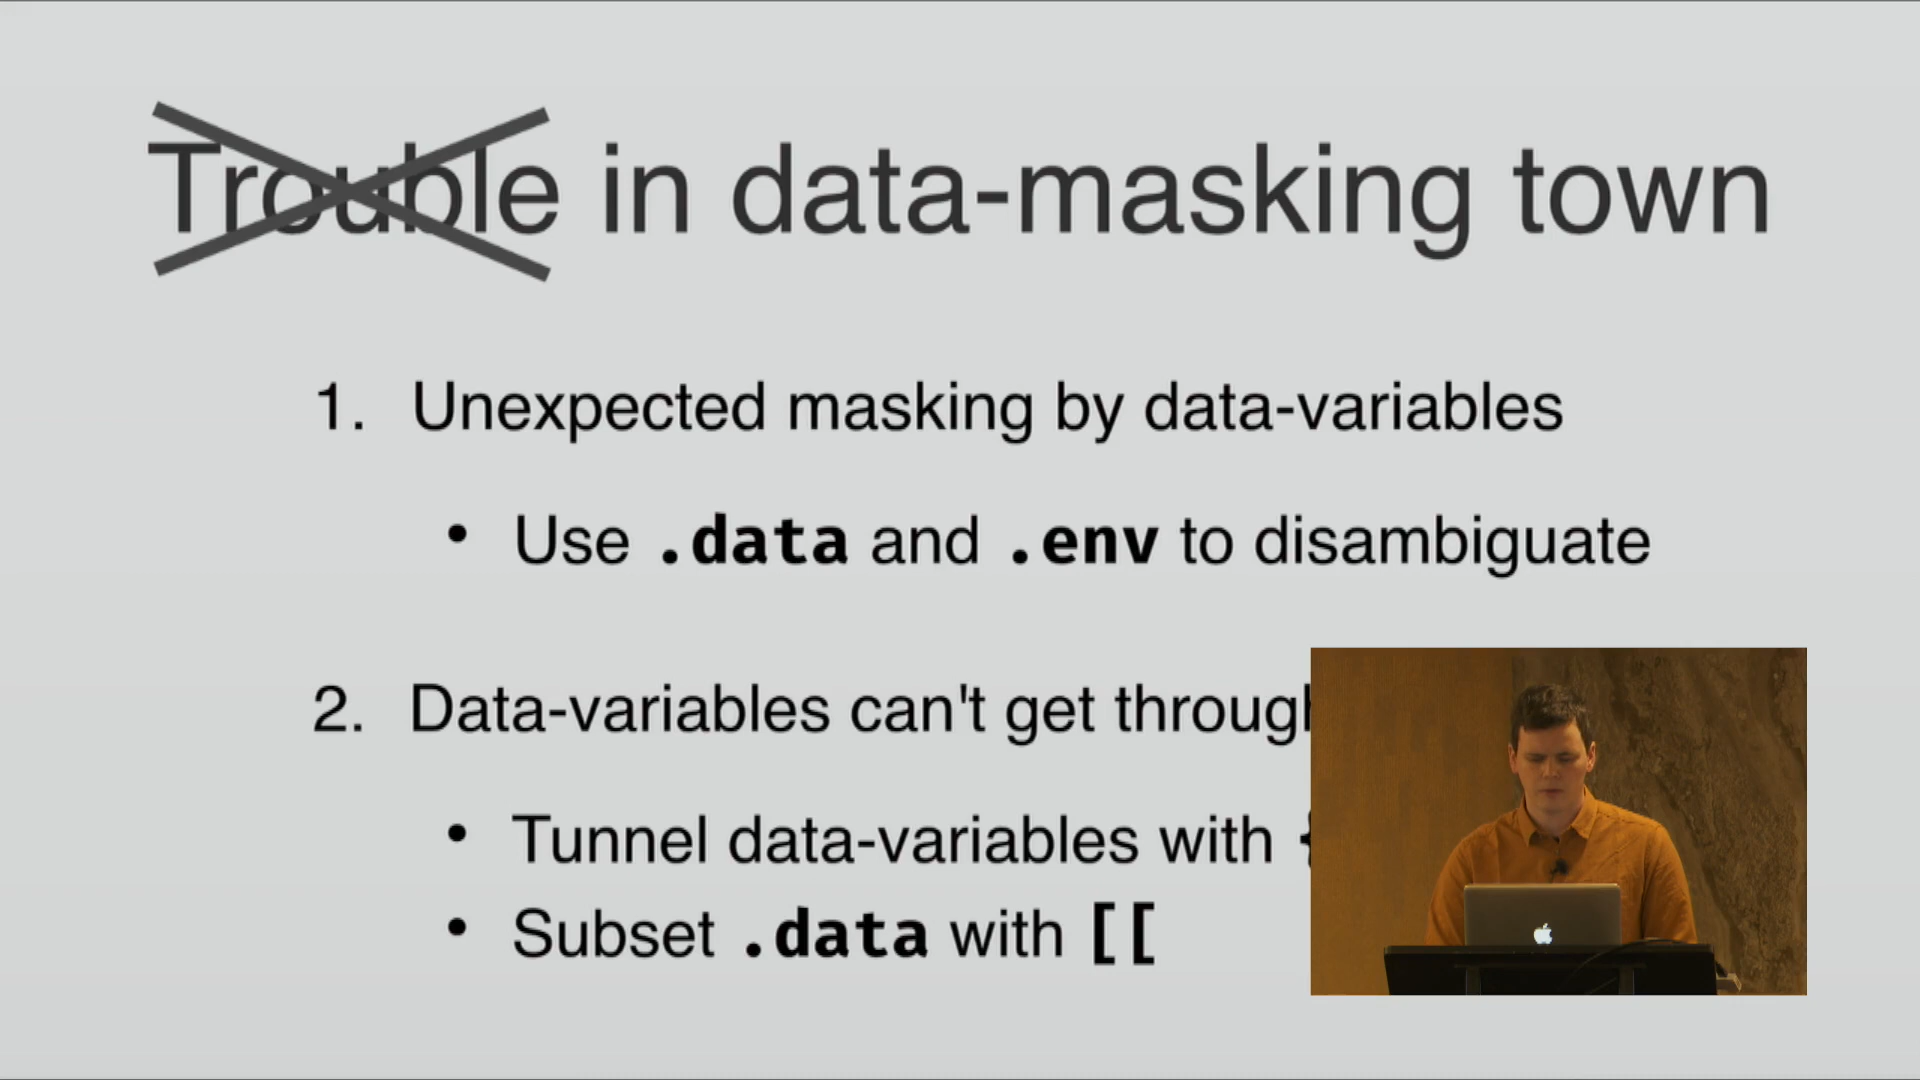 Trouble in data-masking town
1. Unexpected masking by data-variables
• Use .data and .env to disambiguate
2. Data-variables can't get
• Tunnel data-variables with
• Subset .data with [[